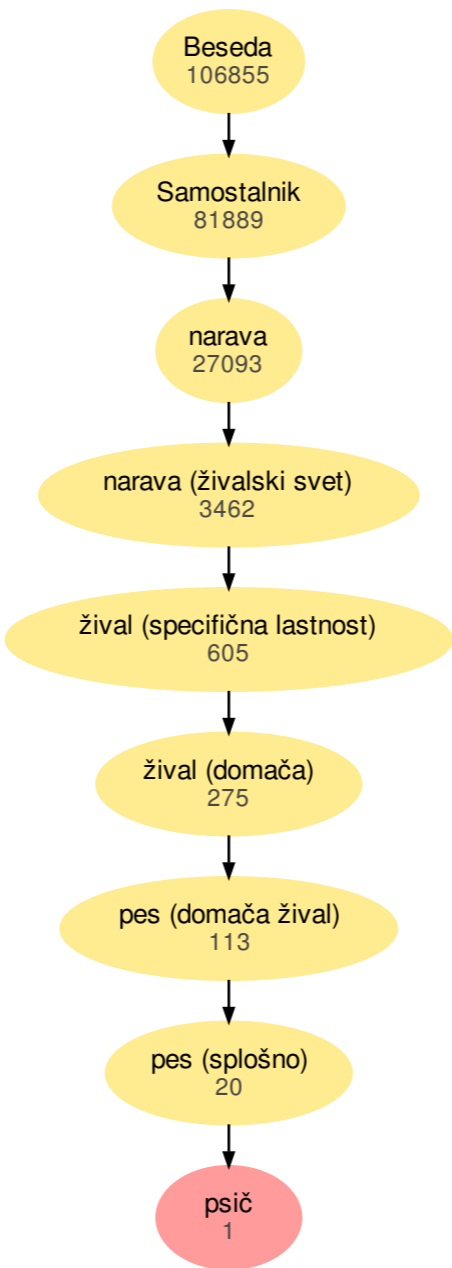 Beseda
106855
Samostalnik
81889
narava
27093
narava (živalski svet)
3462
žival (specifična lastnost)
605
žival (domača)
275
pes (domača žival)
113
pes (splošno)
20
psič
1